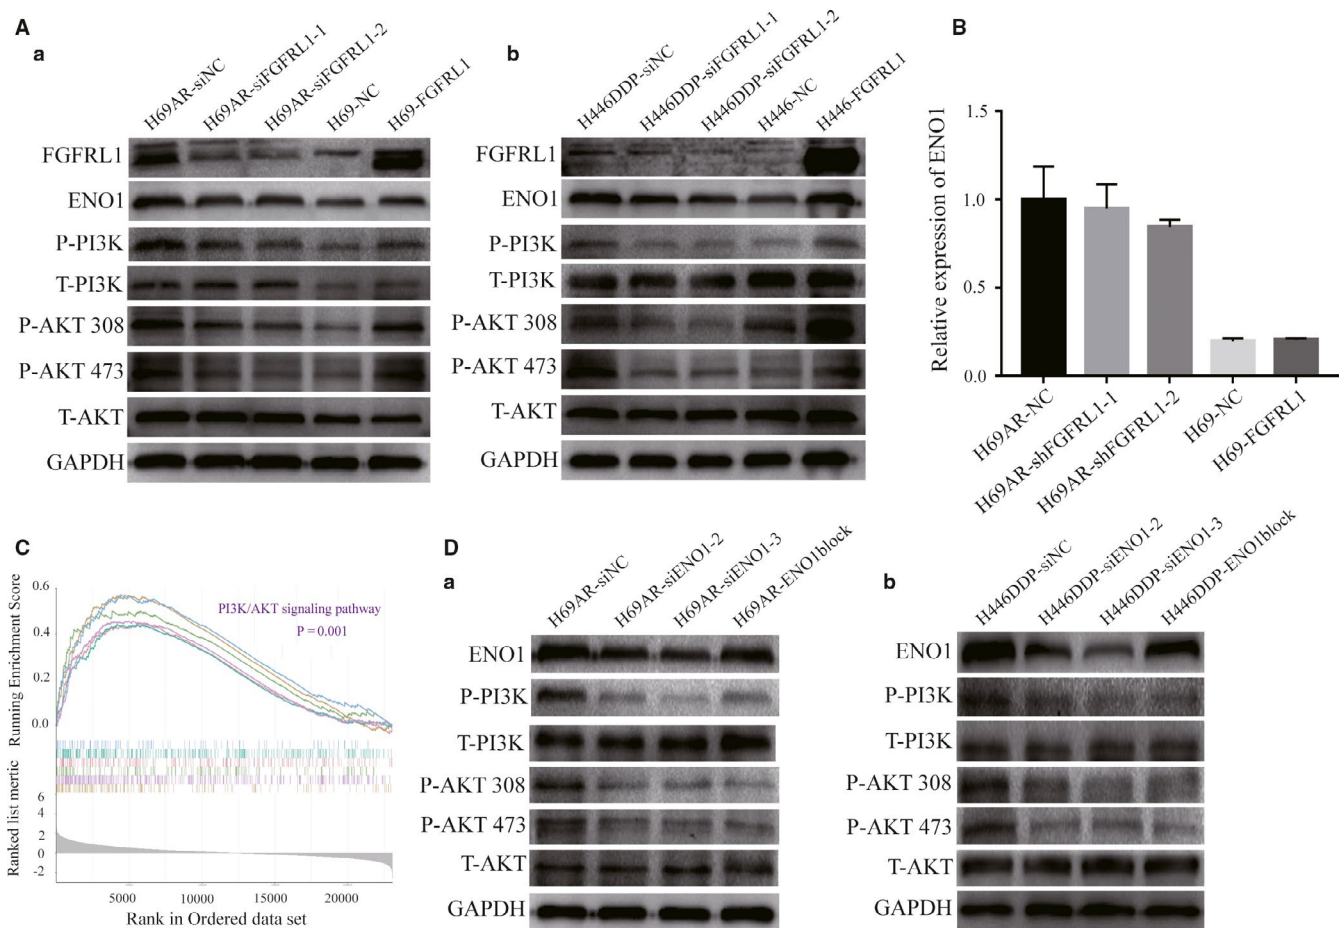 A
a
H69AR-siNC
H69AR-siFGFRL1-1
H69AR-siFGFRL1-2
H69-NC
H69-FGFRL1
FGFRL1
ENO1
P-PI3K
T-PI3K
P-AKT 308
P-AKT 473
T-AKT
GAPDH
b
H446DDP-siNC
H446DDP-siFGFRL1-1
H446DDP-siFGFRL1-2
H446-NC
H446-FGFRL1
FGFRL1
ENO1
P-PI3K
T-PI3K
P-AKT 308
P-AKT 473
T-AKT
GAPDH
B
Relative expression of ENO1
1.5
1.0
0.5
0.0
H69AR-NC
H69AR-shFGFRL1-1
H69AR-shFGFRL1-2
H69-NC
H69-FGFRL1
C
Running Enrichment Score
0.6
0.4
0.2
0.0
PI3K/AKT signaling pathway
P = 0.001
Ranked list mertic
6
4
2
0
-2
5000
10000
15000
20000
Rank in Ordered data set
D
a
H69AR-siNC
H69AR-siENO1-2
H69AR-siENO1-3
H69AR-ENO1block
ENO1
P-PI3K
T-PI3K
P-AKT 308
P-AKT 473
T-AKT
GAPDH
b
H446DDP-siNC
H446DDP-siENO1-2
H446DDP-siENO1-3
H446DDP-ENO1block
ENO1
P-PI3K
T-PI3K
P-AKT 308
P-AKT 473
T-AKT
GAPDH